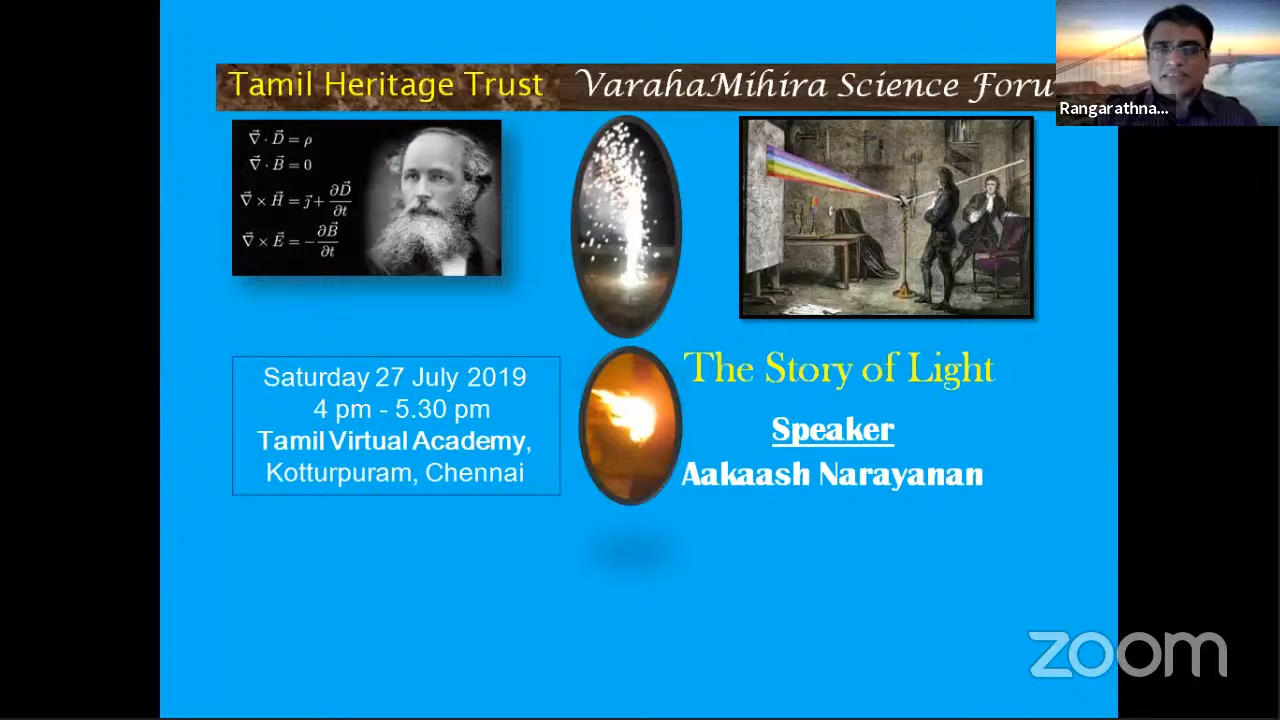 Tamil Heritage Trust VarahaMihira Science Foru
Rangarathna...
∇⃗ · D⃗ = ρ
∇⃗ · B⃗ = 0
∇⃗ × H⃗ = j⃗ + ∂D⃗/∂t
∇⃗ × E⃗ = − ∂B⃗/∂t
Saturday 27 July 2019
4 pm - 5.30 pm
Tamil Virtual Academy,
Kotturpuram, Chennai
The Story of Light
Speaker
Aakaash Narayanan
zoom